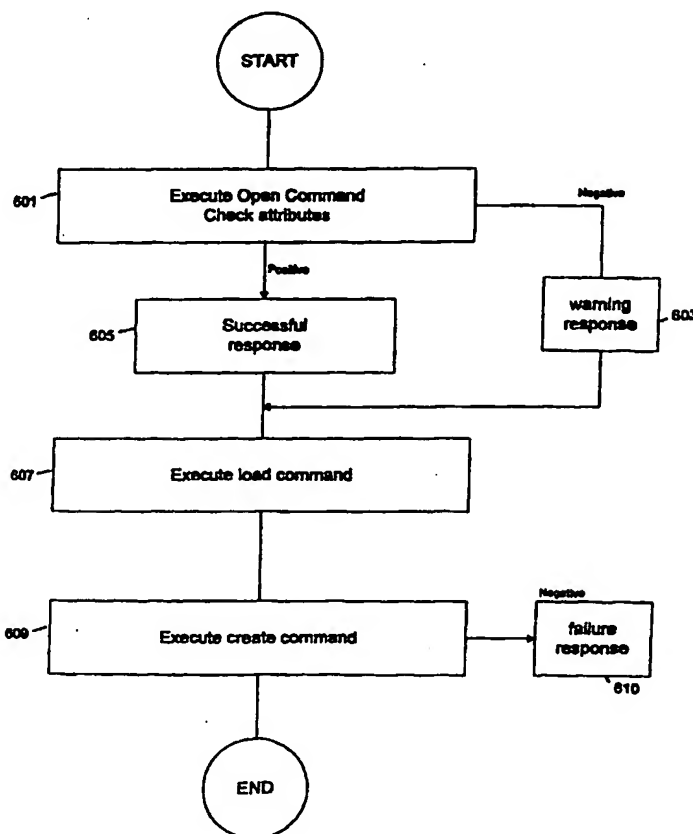 START
601
Execute Open Command
Check attributes
Negative
Positive
warning
response
603
605
Successful
response
607
Execute load command
609
Execute create command
Negative
failure
response
610
END